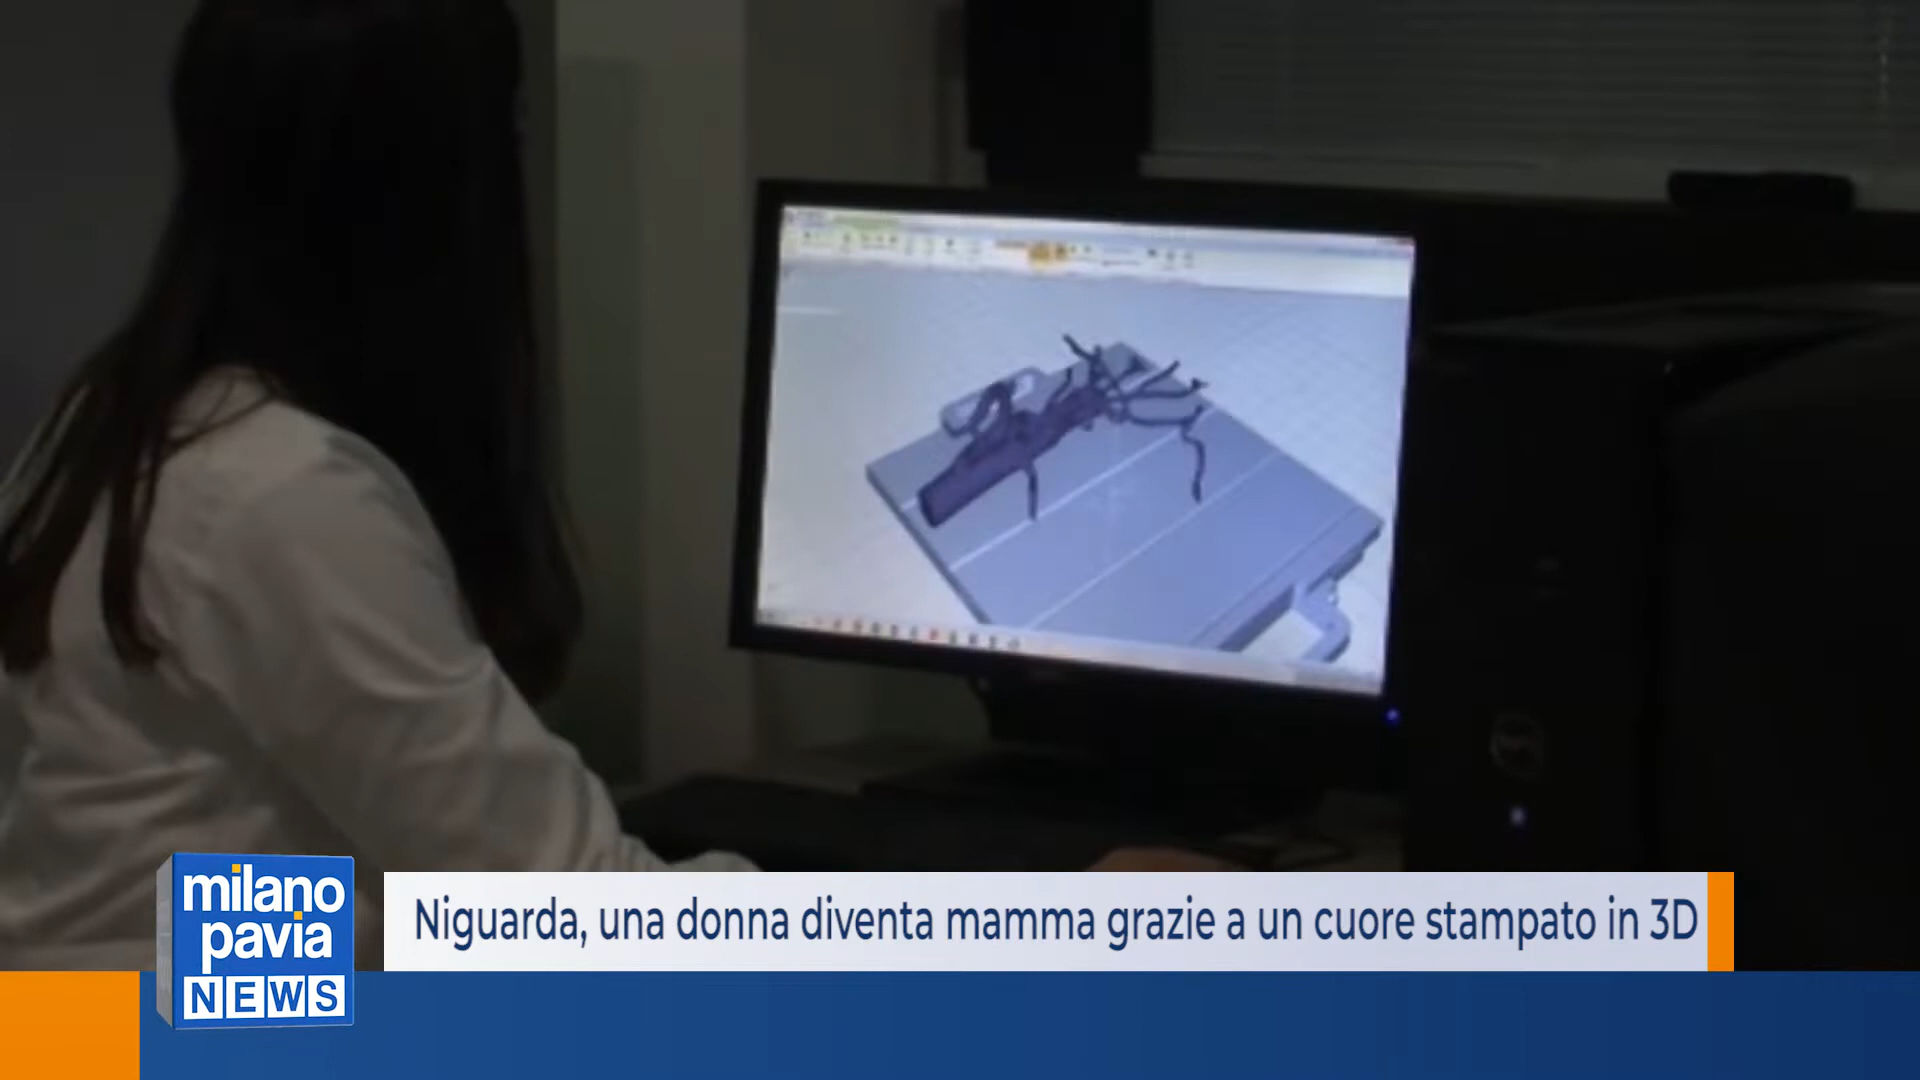 milano
pavia
NEWS
Niguarda, una donna diventa mamma grazie a un cuore stampato in 3D